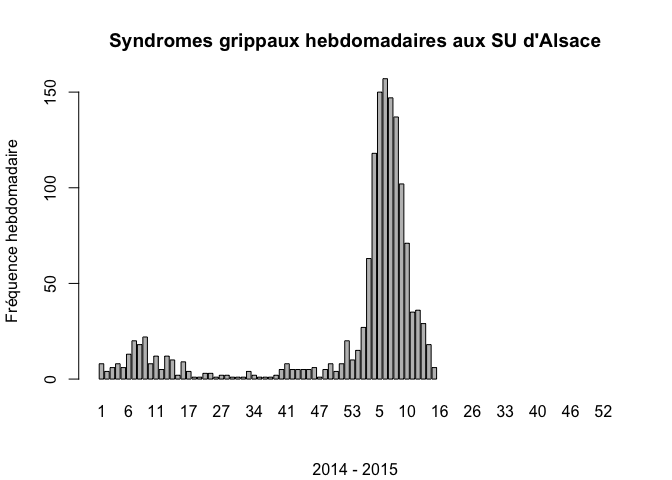 Syndromes grippaux hebdomadaires aux SU d'Alsace
Fréquence hebdomadaire
150
100
50
0
1 6 11 17 27 34 41 47 53 5 10 16 26 33 40 46 52
2014 - 2015